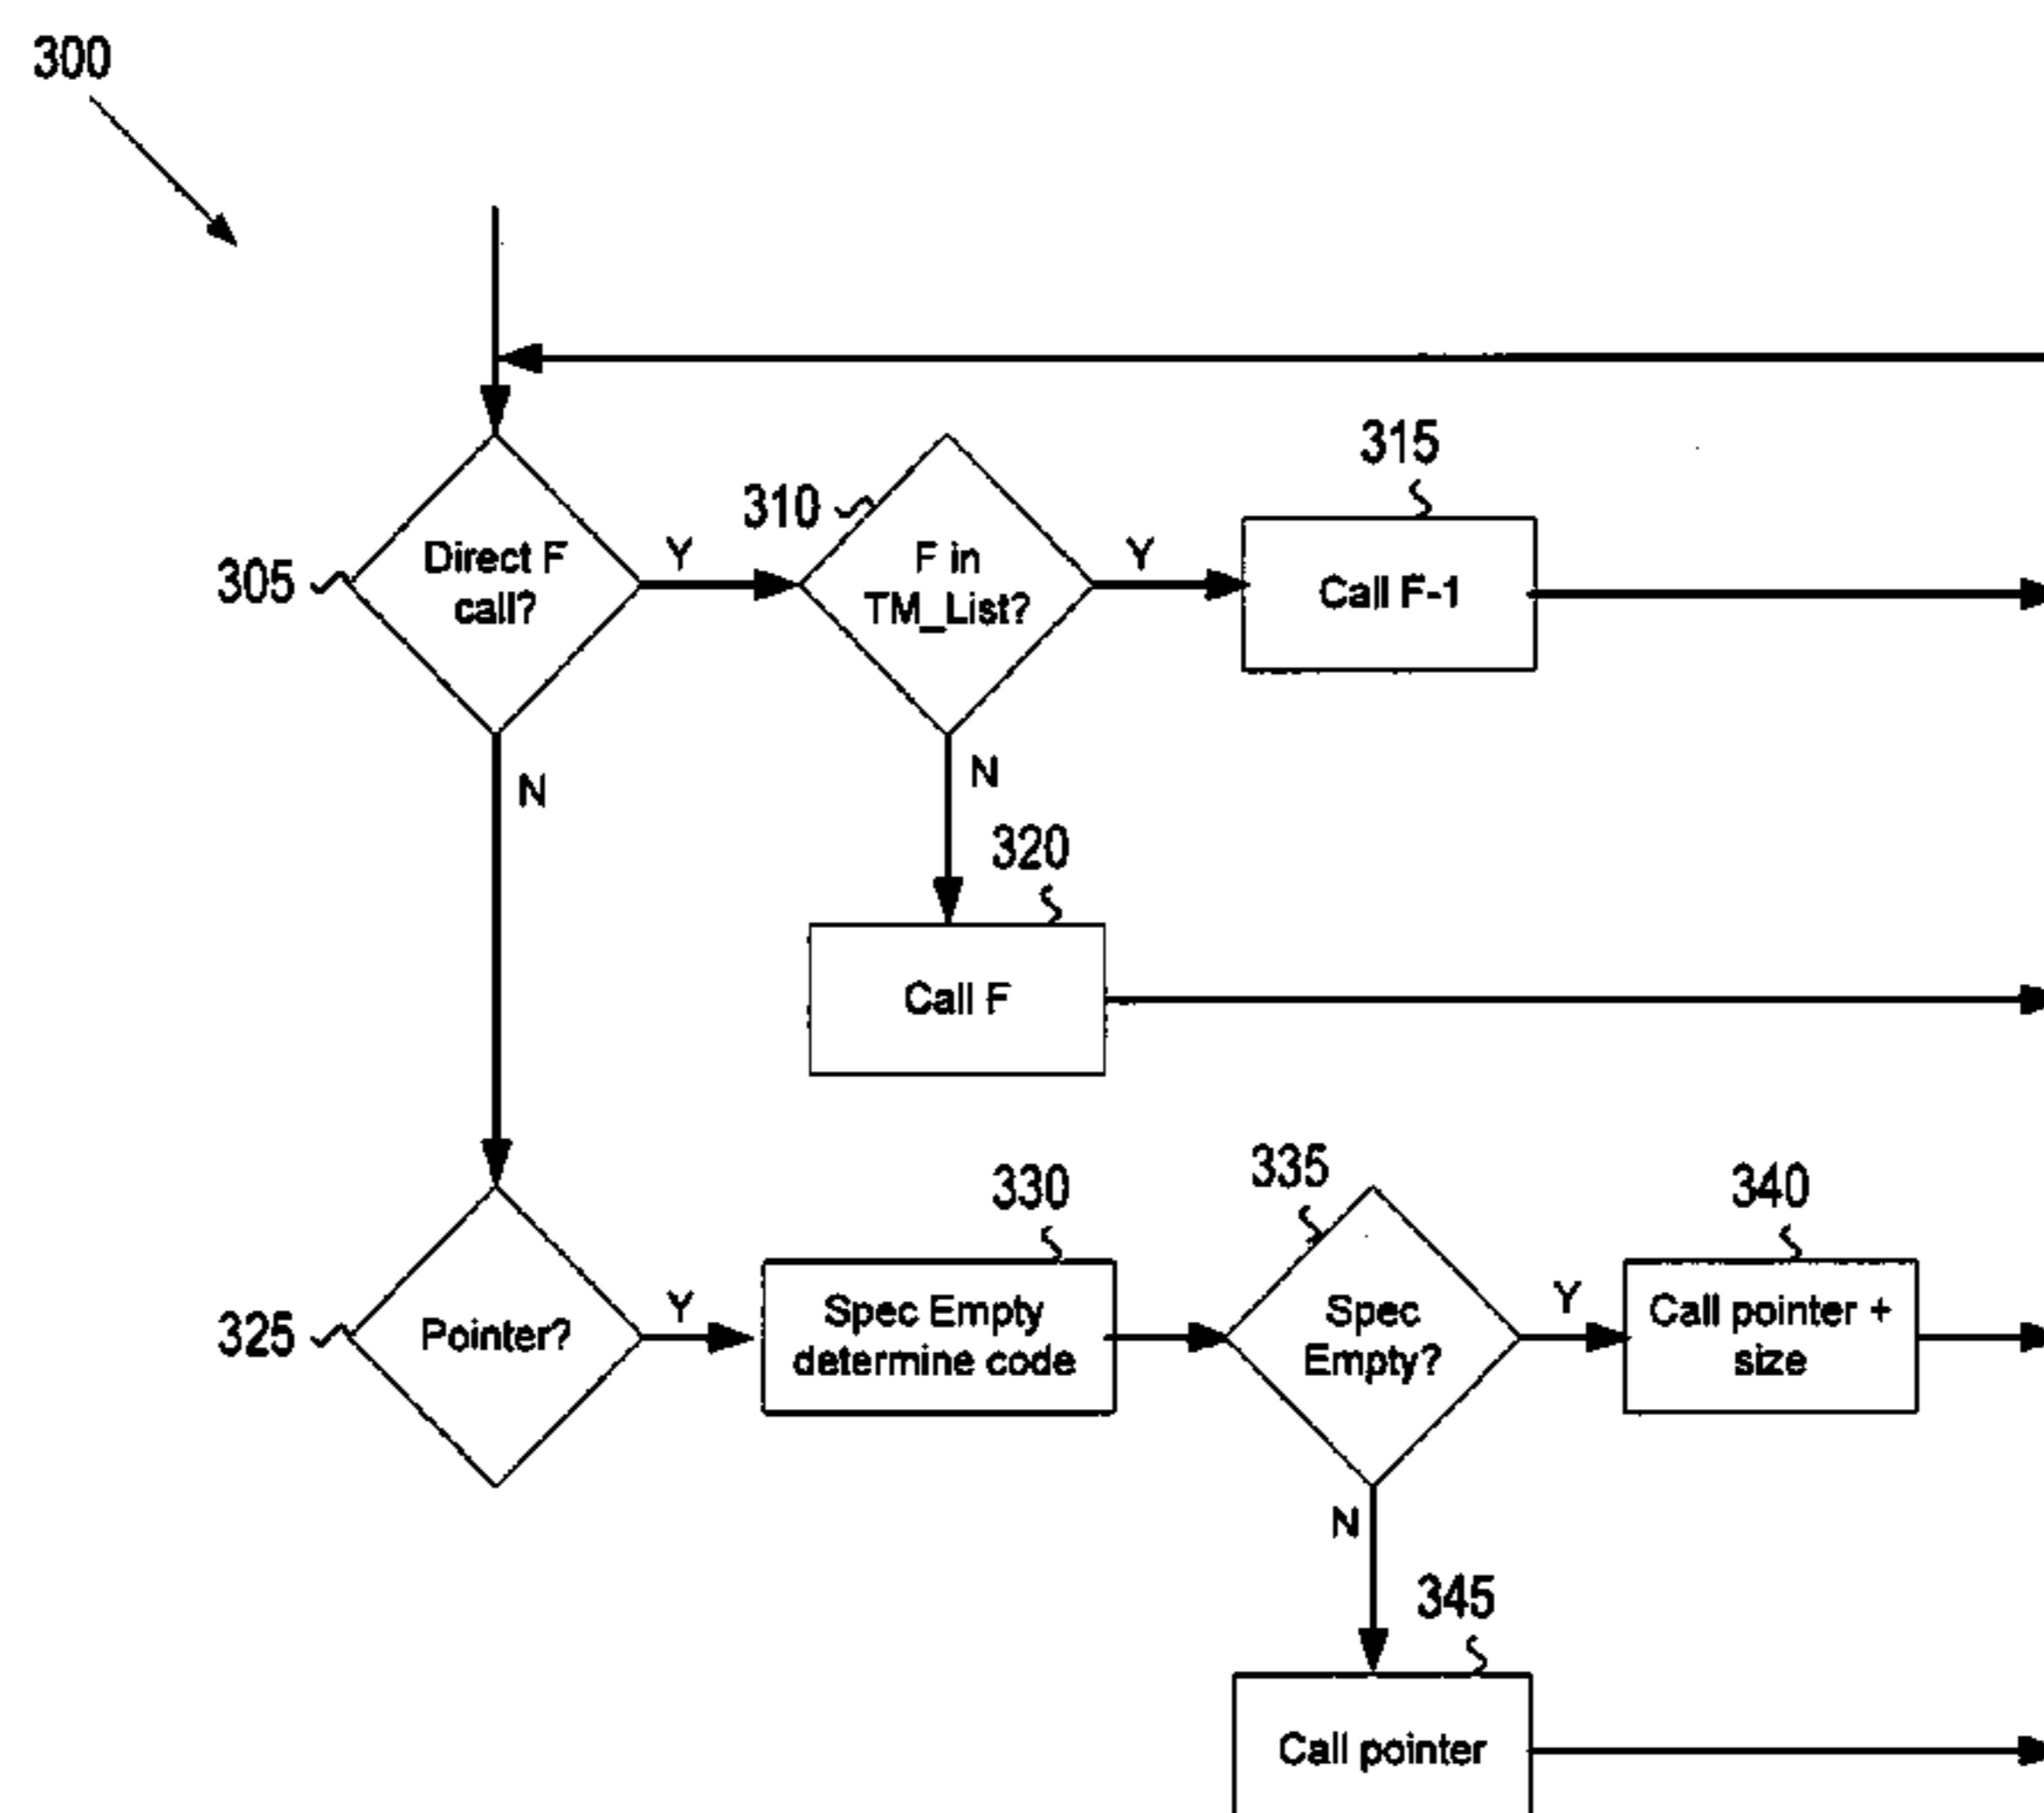 300
315
310
Direct F
call?
305
Y
F in
TM_List?
Y
Call F-1
N
N
320
Call F
330
335
340
325
Pointer?
Y
Spec Empty
determine code
Spec
Empty?
Y
Call pointer +
size
N
345
Call pointer